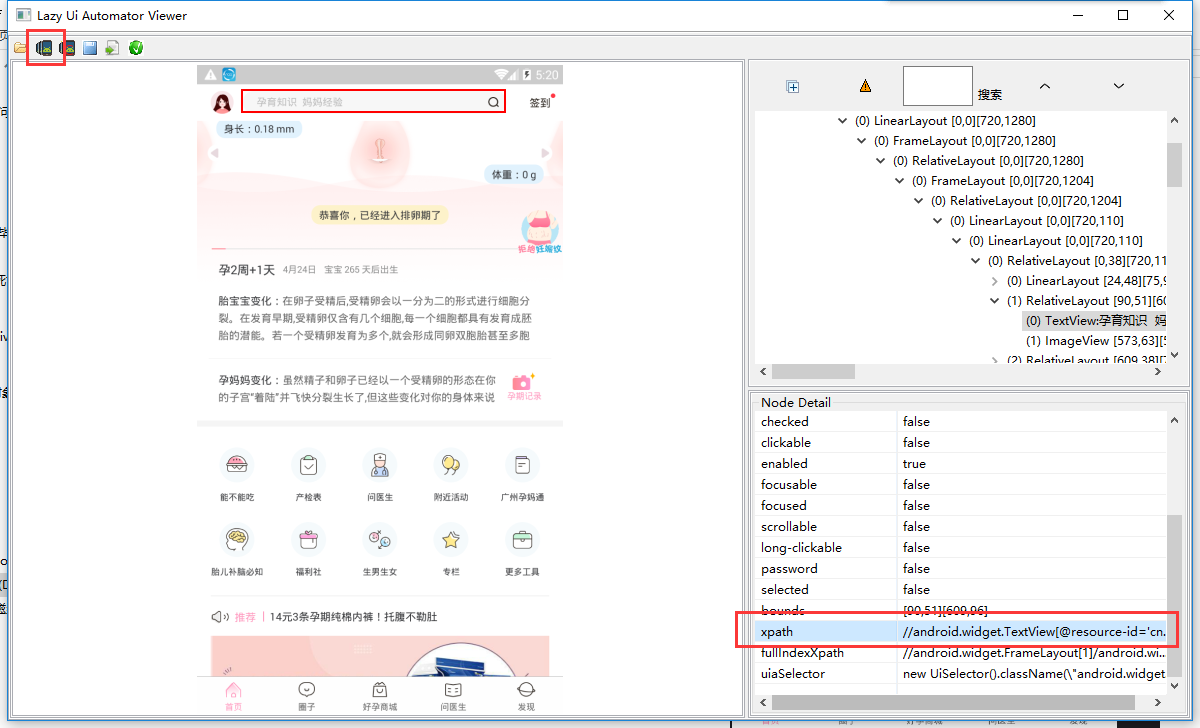 Lazy Ui Automator Viewer
5:20
孕育知识 妈妈经验
签到
身长：0.18 mm
体重：0 g
恭喜你，已经进入排卵期了
拒绝妊娠纹
孕2周+1天 4月24日 宝宝 265 天后出生
胎宝宝变化：在卵子受精后,受精卵会以一分为二的形式进行细胞分
裂。在发育早期,受精卵仅含有几个细胞,每一个细胞都具有发育成胚
胎的潜能。若一个受精卵发育为多个,就会形成同卵双胞胎甚至多胞
孕妈妈变化：虽然精子和卵子已经以一个受精卵的形态在你
的子宫“着陆”并飞快分裂生长了,但这些变化对你的身体来说
孕期记录
能不能吃 产检表 问医生 附近活动 广州孕妈通
胎儿补脑必知 福利社 生男生女 专栏 更多工具
推荐 14元3条孕期纯棉内裤！托腹不勒肚
首页 圈子 好孕商城 问医生 发现
搜索
(0) LinearLayout [0,0][720,1280]
(0) FrameLayout [0,0][720,1280]
(0) RelativeLayout [0,0][720,1280]
(0) FrameLayout [0,0][720,1204]
(0) RelativeLayout [0,0][720,1204]
(0) LinearLayout [0,0][720,110]
(0) LinearLayout [0,0][720,110]
(0) RelativeLayout [0,38][720,11
(0) LinearLayout [24,48][75,9
(1) RelativeLayout [90,51][60
(0) TextView:孕育知识 妈
(1) ImageView [573,63][5
(2) RelativeLayout [609,38][7
Node Detail
checked false
clickable false
enabled true
focusable false
focused false
scrollable false
long-clickable false
password false
selected false
bounds [90,51][609,96]
xpath //android.widget.TextView[@resource-id='cn.
fullIndexXpath //android.widget.FrameLayout[1]/android.wi...
uiaSelector new UiSelector().className(\"android.widget